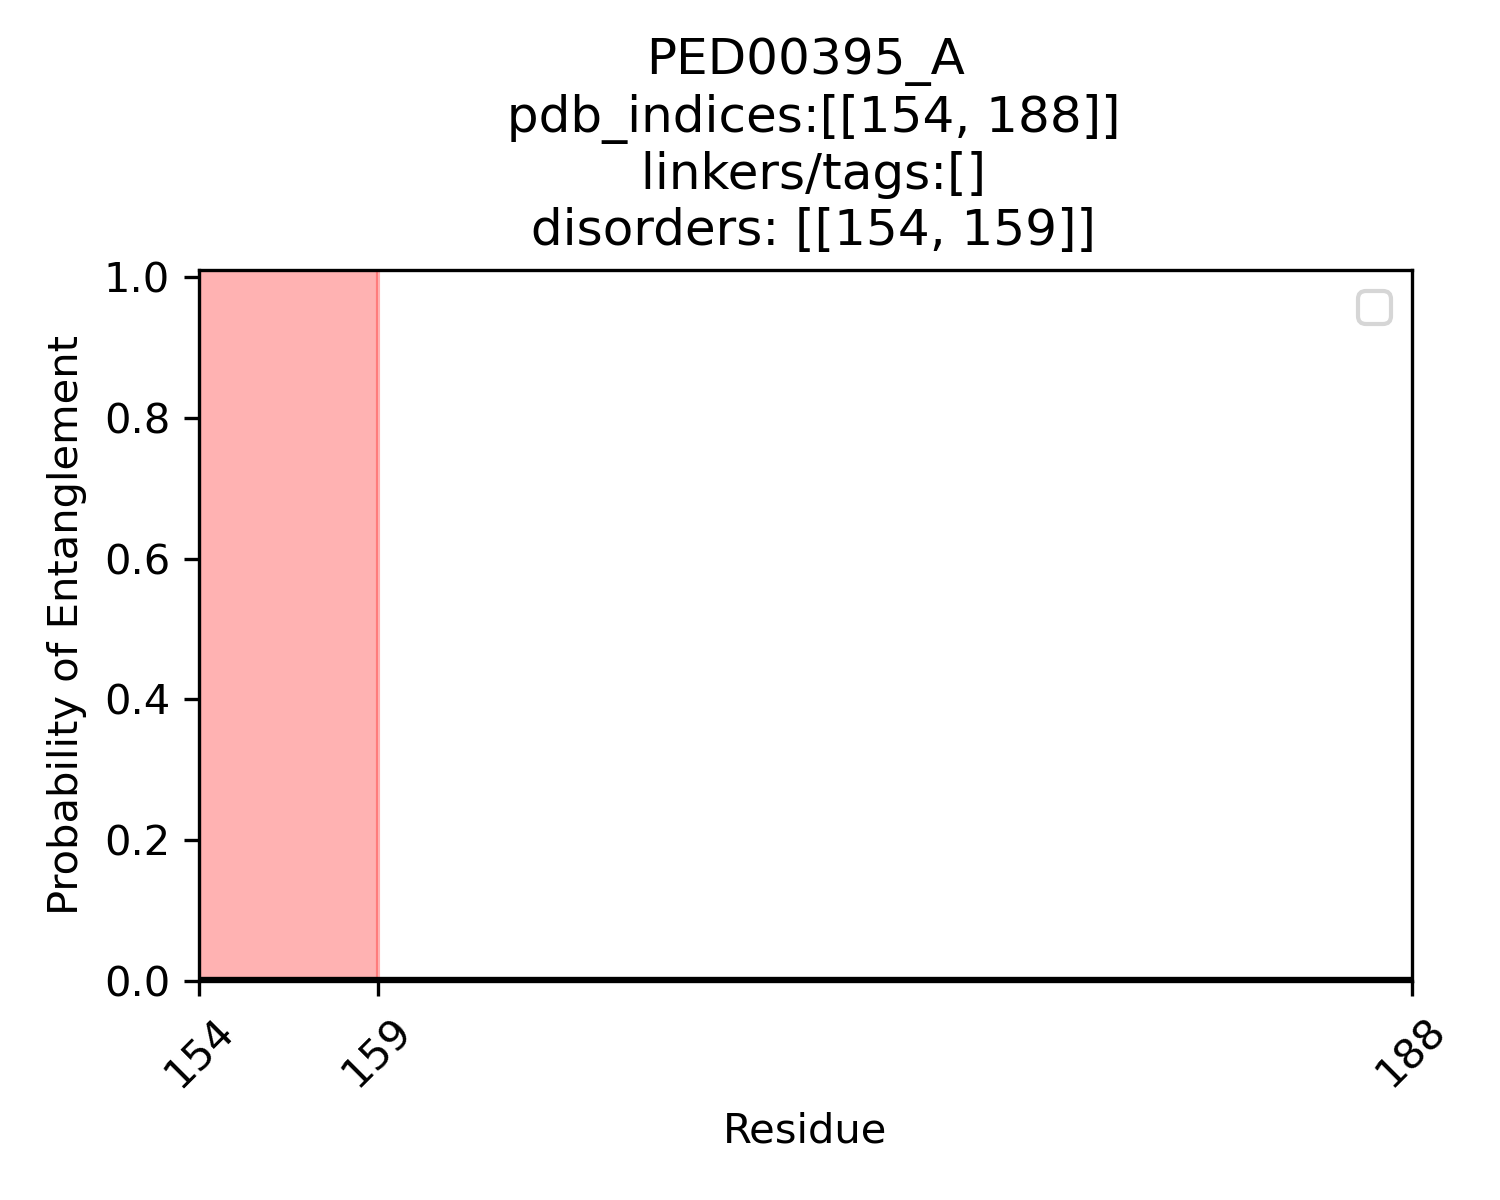 PED00395_A
pdb_indices:[[154, 188]]
linkers/tags:[]
disorders: [[154, 159]]
1.0
0.8
0.6
0.4
0.2
0.0
Probability of Entanglement
154
159
188
Residue